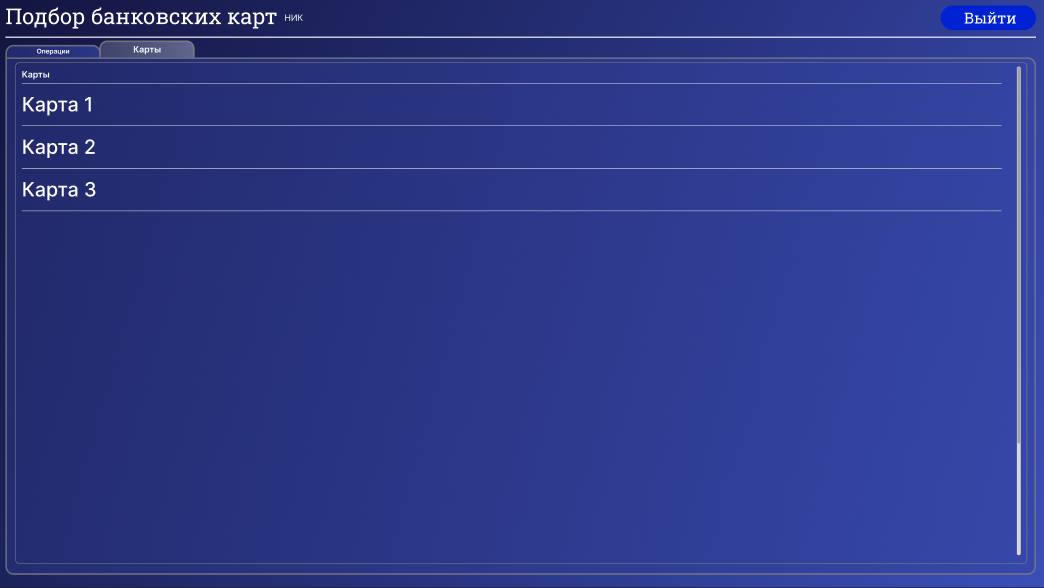 Подбор банковских карт ник
Выйти
Операции
Карты
Карты
Карта 1
Карта 2
Карта 3